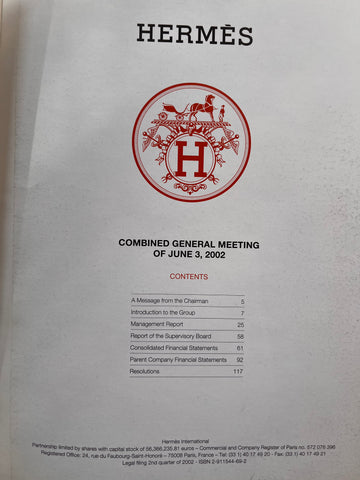 HERMÈS
H
COMBINED GENERAL MEETING
OF JUNE 3, 2002
CONTENTS
A Message from the Chairman 5
Introduction to the Group 7
Management Report 25
Report of the Supervisory Board 58
Consolidated Financial Statements 61
Parent Company Financial Statements 92
Resolutions 117
Hermès International
Partnership limited by shares with capital stock of 56,366,235.81 euros – Commercial and Company Register of Paris no. 572 076 396
Registered Office: 24, rue du Faubourg-Saint-Honoré – 75008 Paris, France – Tel: (33 1) 40 17 49 20 - Fax: (33 1) 40 17 49 21
Legal filing 2nd quarter of 2002 - ISBN 2-911544-69-2